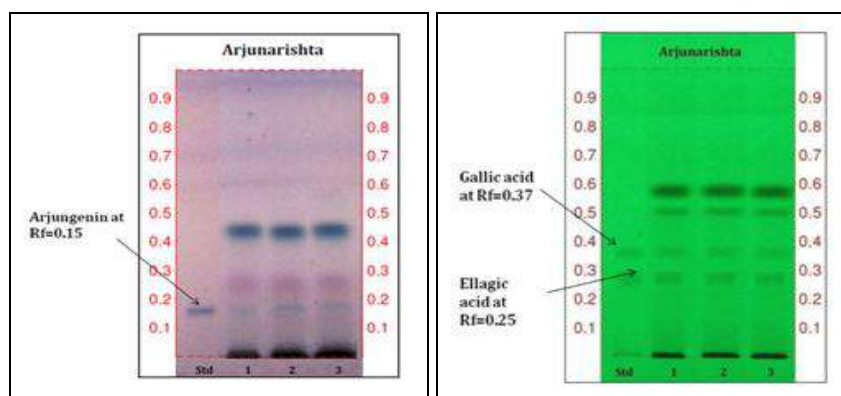 Arjunarishta
0.9 0.9
0.8 0.8
0.7 0.7
0.6 0.6
0.5 0.5
0.4 0.4
0.3 0.3
0.2 0.2
0.1 0.1
Arjungenin at
Rf=0.15
Std 1 2 3
Arjunarishta
0.9 0.9
0.8 0.8
0.7 0.7
0.6 0.6
0.5 0.5
0.4 0.4
0.3 0.3
0.2 0.2
0.1 0.1
Gallic acid
at Rf=0.37
Ellagic
acid at
Rf=0.25
Std 1 2 3